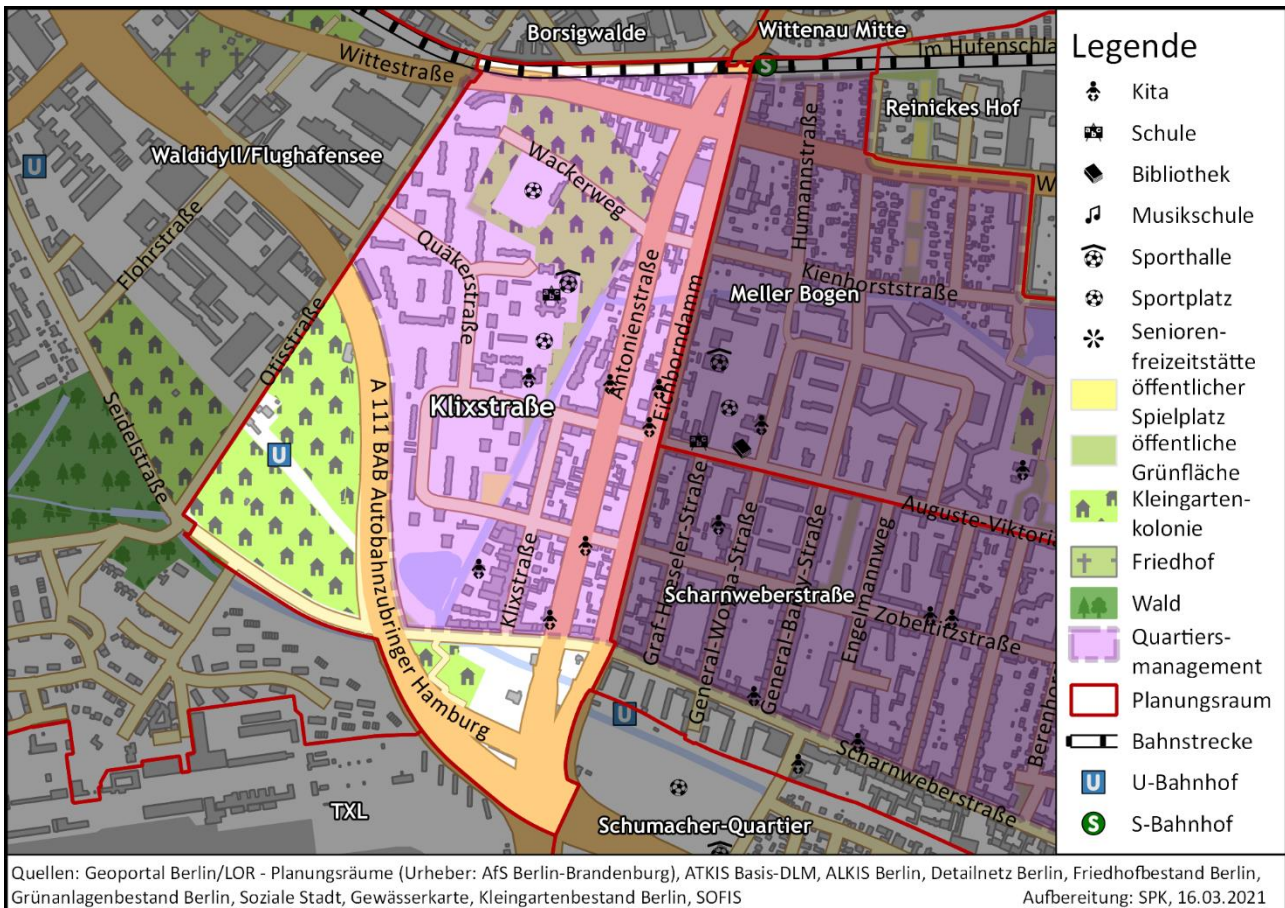 Borsigwalde
Wittenau Mitte
Im Hufenschla
Wittestraße
Reinickes Hof
Waldidyll/Flughafensee
Wackerweg
Humannstraße
W
Flohrstraße
Quäkerstraße
Kienhorststraße
Antonienstraße
Eichborndamm
Meller Bogen
Otisstraße
Seidelstraße
A 111 BAB Autobahnzubringer Hamburg
Klixstraße
Klixstraße
Graf-Haeseler-Straße
General-Woyna-Straße
General-Barby-Straße
Engelmannweg
Auguste-Viktoria
Scharnweberstraße
Zobeltitzstraße
Berenhors
Scharnweberstraße
TXL
Schumacher-Quartier
U
U
U
S
Legende
Kita
Schule
Bibliothek
Musikschule
Sporthalle
Sportplatz
Senioren-
freizeitstätte
öffentlicher
Spielplatz
öffentliche
Grünfläche
Kleingarten-
kolonie
Friedhof
Wald
Quartiers-
management
Planungsraum
Bahnstrecke
U U-Bahnhof
S S-Bahnhof
Quellen: Geoportal Berlin/LOR - Planungsräume (Urheber: AfS Berlin-Brandenburg), ATKIS Basis-DLM, ALKIS Berlin, Detailnetz Berlin, Friedhofbestand Berlin,
Grünanlagenbestand Berlin, Soziale Stadt, Gewässerkarte, Kleingartenbestand Berlin, SOFIS
Aufbereitung: SPK, 16.03.2021